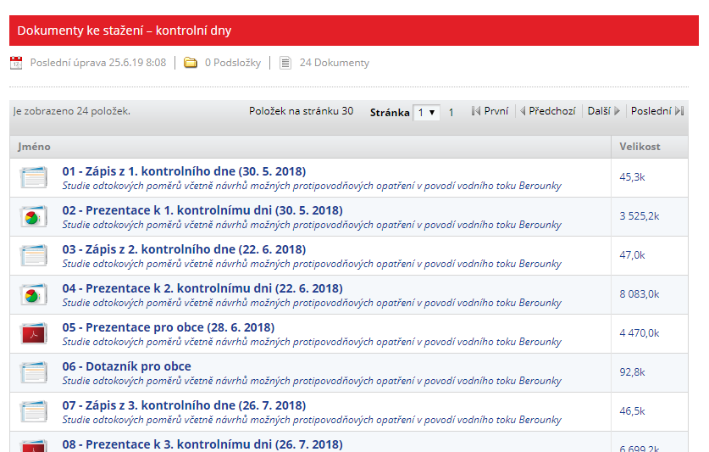 Dokumenty ke stažení – kontrolní dny
Poslední úprava 25.6.19 8:08 | 0 Podsložky | 24 Dokumenty
Je zobrazeno 24 položek. Položek na stránku 30 Stránka 1 1 První Předchozí Další Poslední
Jméno Velikost
01 - Zápis z 1. kontrolního dne (30. 5. 2018)
Studie odtokových poměrů včetně návrhů možných protipovodňových opatření v povodí vodního toku Berounky
45,3k
02 - Prezentace k 1. kontrolnímu dni (30. 5. 2018)
Studie odtokových poměrů včetně návrhů možných protipovodňových opatření v povodí vodního toku Berounky
3 525,2k
03 - Zápis z 2. kontrolního dne (22. 6. 2018)
Studie odtokových poměrů včetně návrhů možných protipovodňových opatření v povodí vodního toku Berounky
47,0k
04 - Prezentace k 2. kontrolnímu dni (22. 6. 2018)
Studie odtokových poměrů včetně návrhů možných protipovodňových opatření v povodí vodního toku Berounky
8 083,0k
05 - Prezentace pro obce (28. 6. 2018)
Studie odtokových poměrů včetně návrhů možných protipovodňových opatření v povodí vodního toku Berounky
4 470,0k
06 - Dotazník pro obce
Studie odtokových poměrů včetně návrhů možných protipovodňových opatření v povodí vodního toku Berounky
92,8k
07 - Zápis z 3. kontrolního dne (26. 7. 2018)
Studie odtokových poměrů včetně návrhů možných protipovodňových opatření v povodí vodního toku Berounky
46,5k
08 - Prezentace k 3. kontrolnímu dni (26. 7. 2018)
6 699,2k